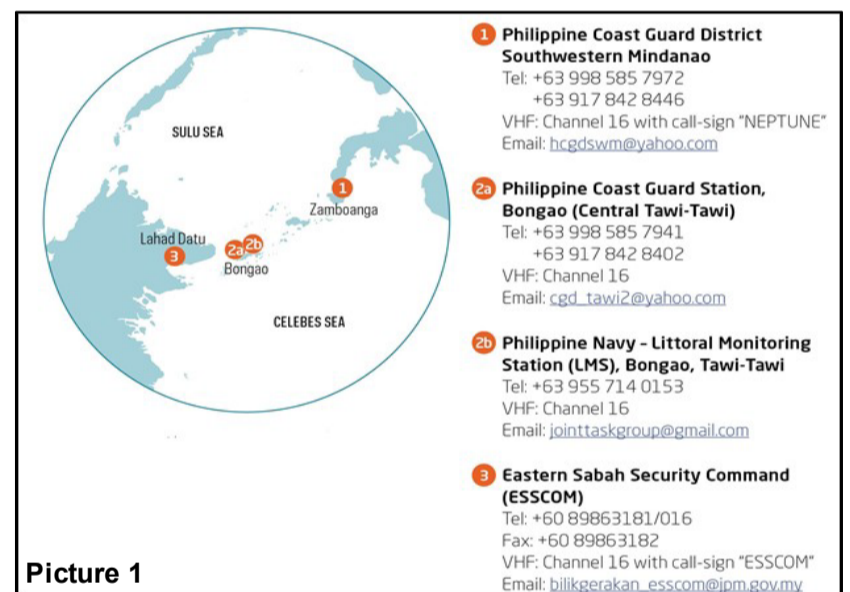 SULU SEA
1
Zamboanga
Lahad Datu
3
2a
2b
Bongao
CELEBES SEA
Picture 1
1 Philippine Coast Guard District
Southwestern Mindanao
Tel: +63 998 585 7972
+63 917 842 8446
VHF: Channel 16 with call-sign "NEPTUNE"
Email: hcgdswm@yahoo.com
2a Philippine Coast Guard Station,
Bongao (Central Tawi-Tawi)
Tel: +63 998 585 7941
+63 917 842 8402
VHF: Channel 16
Email: cgd_tawi2@yahoo.com
2b Philippine Navy - Littoral Monitoring
Station (LMS), Bongao, Tawi-Tawi
Tel: +63 955 714 0153
VHF: Channel 16
Email: jointtaskgroup@gmail.com
3 Eastern Sabah Security Command
(ESSCOM)
Tel: +60 89863181/016
Fax: +60 89863182
VHF: Channel 16 with call-sign "ESSCOM"
Email: bilikgerakan_esscom@jpm.gov.my